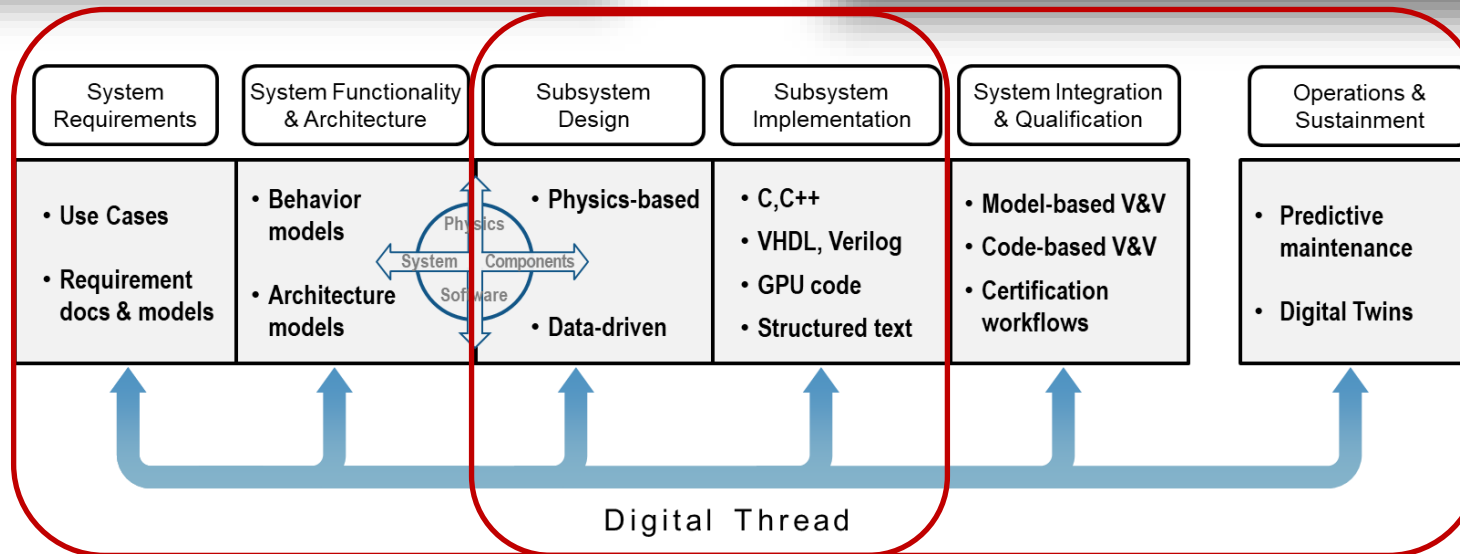 System
Requirements
System Functionality
& Architecture
Subsystem
Design
Subsystem
Implementation
System Integration
& Qualification
Operations &
Sustainment
• Use Cases
• Requirement
docs & models
• Behavior
models
• Architecture
models
Physics
System
Components
Software
• Physics-based
• Data-driven
• C,C++
• VHDL, Verilog
• GPU code
• Structured text
• Model-based V&V
• Code-based V&V
• Certification
workflows
• Predictive
maintenance
• Digital Twins
Digital Thread